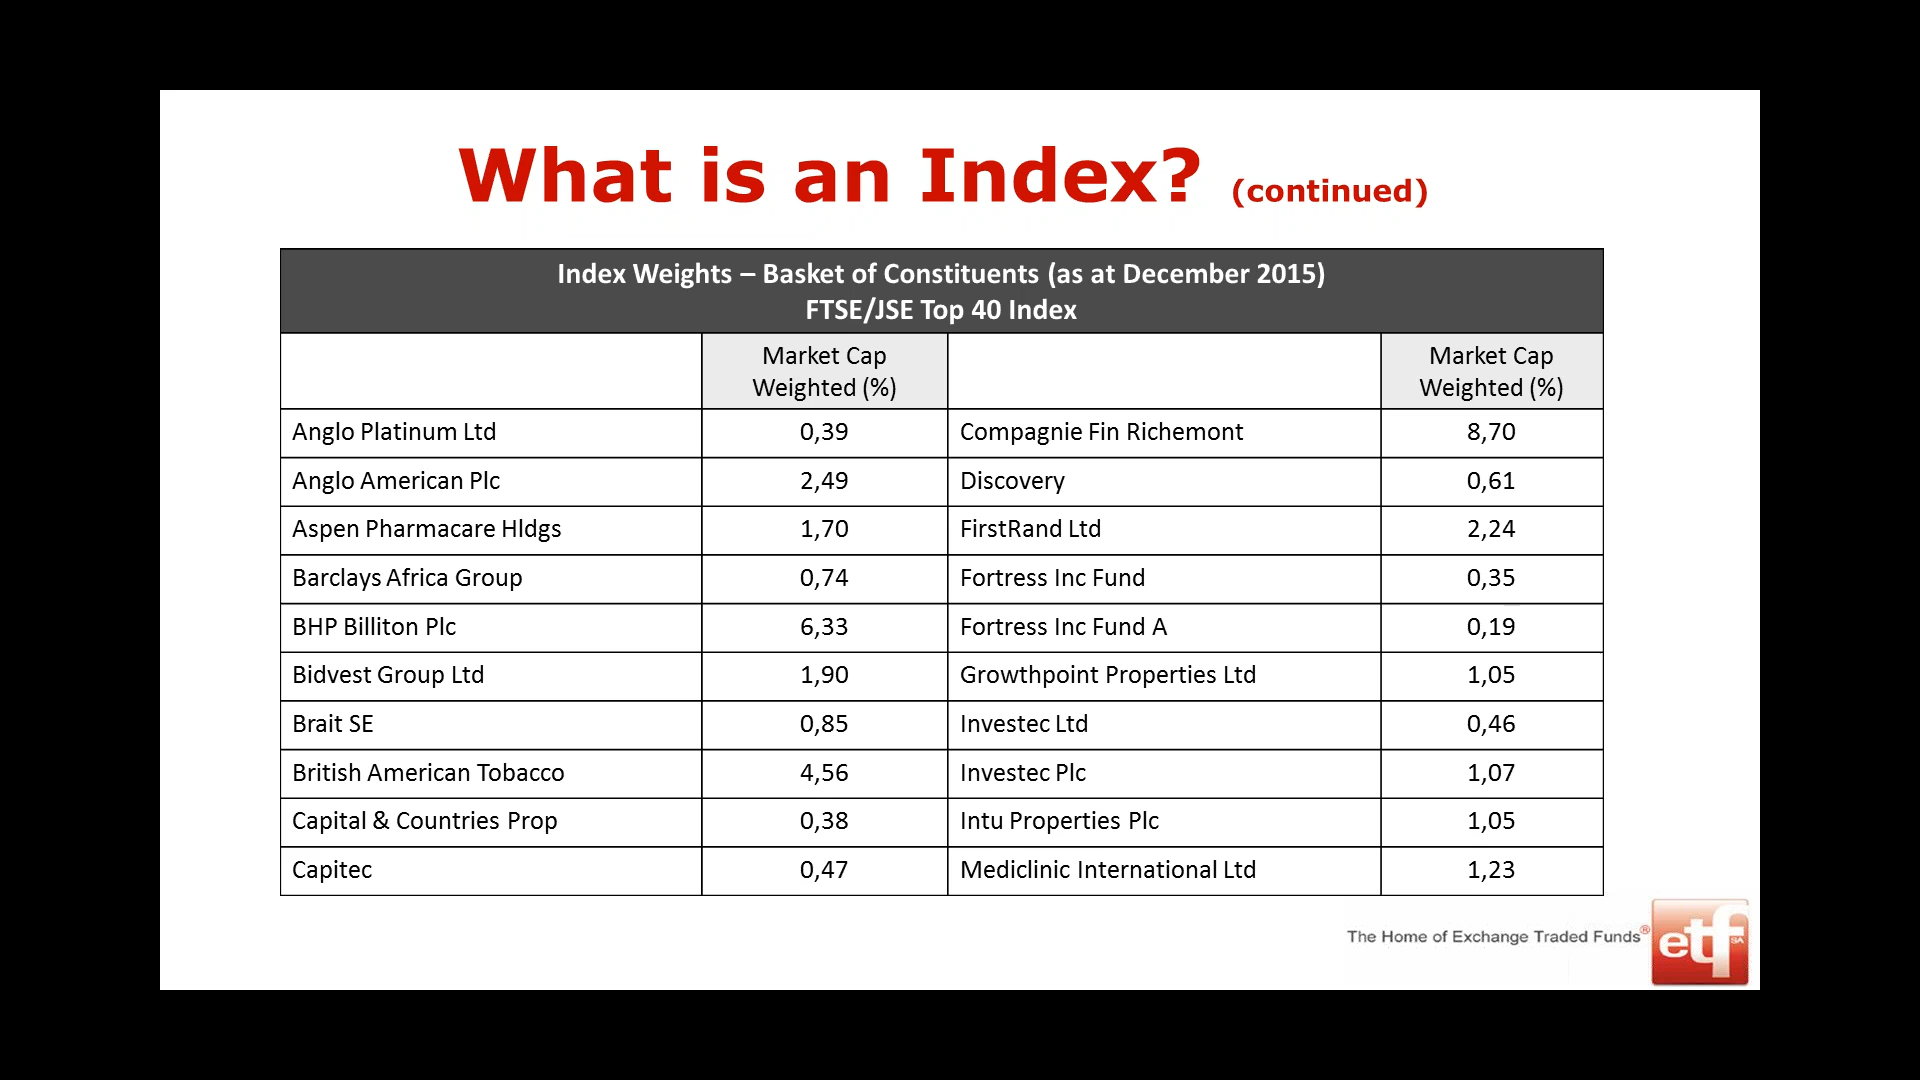 What is an Index? (continued)
Index Weights – Basket of Constituents (as at December 2015)
FTSE/JSE Top 40 Index
Market Cap Weighted (%) Market Cap Weighted (%)
Anglo Platinum Ltd 0,39 Compagnie Fin Richemont 8,70
Anglo American Plc 2,49 Discovery 0,61
Aspen Pharmacare Hldgs 1,70 FirstRand Ltd 2,24
Barclays Africa Group 0,74 Fortress Inc Fund 0,35
BHP Billiton Plc 6,33 Fortress Inc Fund A 0,19
Bidvest Group Ltd 1,90 Growthpoint Properties Ltd 1,05
Brait SE 0,85 Investec Ltd 0,46
British American Tobacco 4,56 Investec Plc 1,07
Capital & Countries Prop 0,38 Intu Properties Plc 1,05
Capitec 0,47 Mediclinic International Ltd 1,23
The Home of Exchange Traded Funds®
etf SA